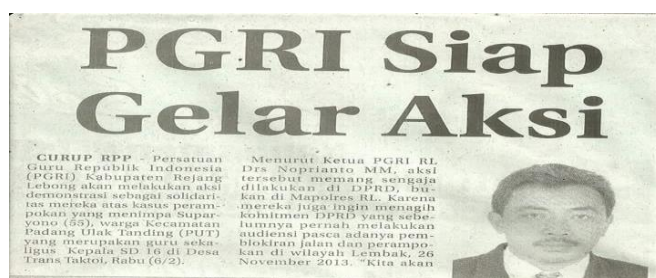 PGRI Siap
Gelar Aksi
CURUP RPP - Persatuan
Guru Republik Indonesia
(PGRI) Kabupaten Rejang
Lebong akan melakukan aksi
demonstrasi sebagai solidari-
tas mereka atas kasus peram-
pokan yang menimpa Supar-
yono (55), warga Kecamatan
Padang Ulak Tanding (PUT)
yang merupakan guru seka-
ligus Kepala SD 16 di Desa
Trans Taktoi, Rabu (6/2).
Menurut Ketua PGRI RL
Drs Noprianto MM, aksi
tersebut memang sengaja
dilakukan di DPRD, bu-
kan di Mapolres RL. Karena
mereka juga ingin menagih
komitmen DPRD yang sebe-
lumnya pernah melakukan
audiensi pasca adanya pem-
blokiran jalan dan perampo-
kan di wilayah Lembak, 26
November 2013. "Kita akan